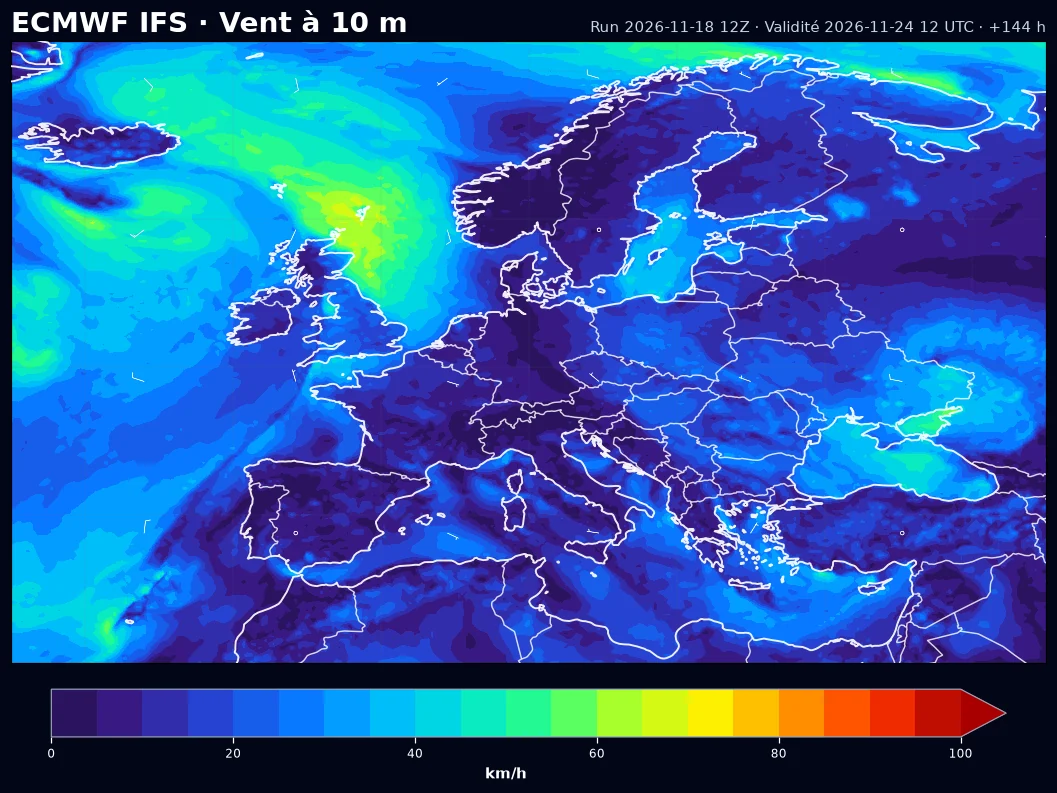 ECMWF IFS · Vent à 10 m
Run 2026-11-18 12Z · Validité 2026-11-24 12 UTC · +144 h
0 20 40 60 80 100
km/h